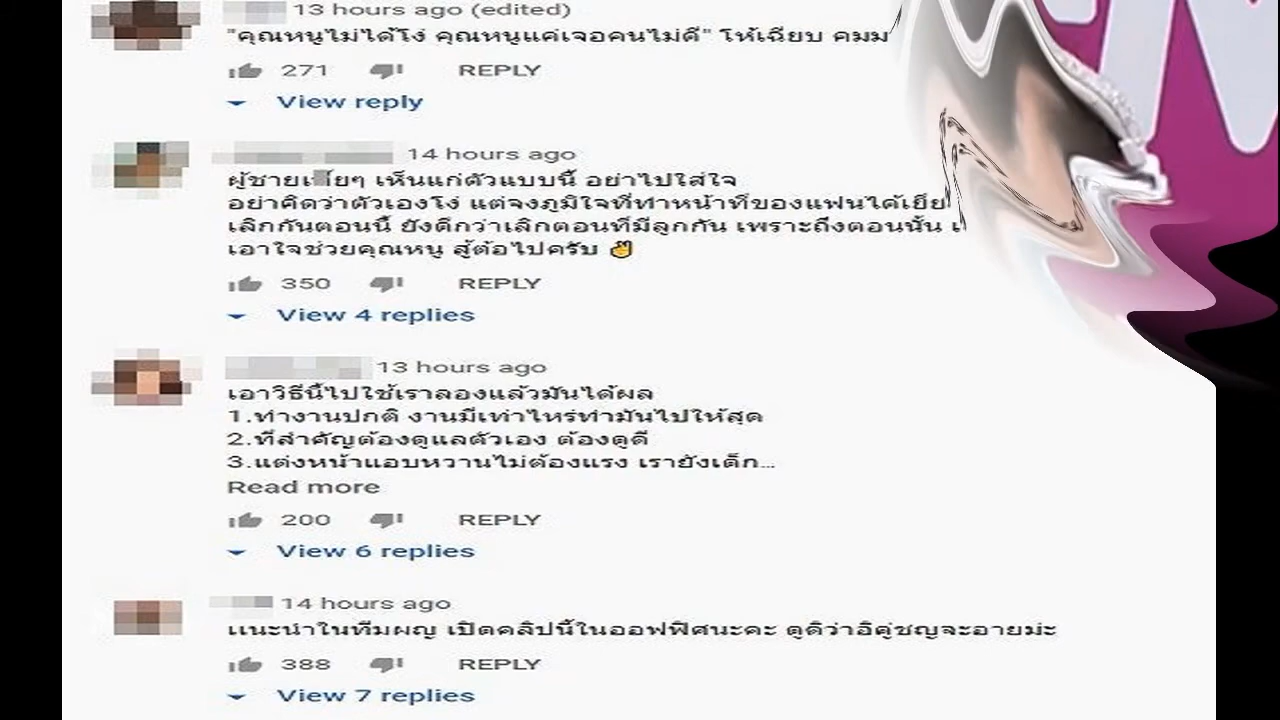 13 hours ago (edited)
"คุณหนูไม่ได้โง่ คุณหนูแค่เจอคนไม่ดี" โห้เฉียบ คมม
271 REPLY
View reply
14 hours ago
ผู้ชาย เห็นแก่ตัวแบบนี้ อย่าไปใส่ใจ
อย่าคิดว่าตัวเองโง่ แต่จงภูมิใจที่ทำหน้าที่ของแฟนได้
เลิกกันตอนนี้ ยังดีกว่าเลิกตอนที่มีลูกกัน เพราะถึงตอนนั้น
เอาใจช่วยคุณหนู สู้ต่อไปครับ ✌
350 REPLY
View 4 replies
13 hours ago
เอาวิธีนี้ไปใช้เราลองแล้วมันได้ผล
1.ทำงานปกติ งานมีเท่าไหร่ทำมันไปให้สุด
2.ที่สำคัญต้องดูแลตัวเอง ต้องดูดี
3.แต่งหน้าแอบหวานไม่ต้องแรง เรายังเด็ก...
Read more
200 REPLY
View 6 replies
14 hours ago
แนะนำในทีมผญ เปิดคลิปนี้ในออฟฟิศนะคะ ดูดิว่าอิคู่ชญจะอายมะ
388 REPLY
View 7 replies